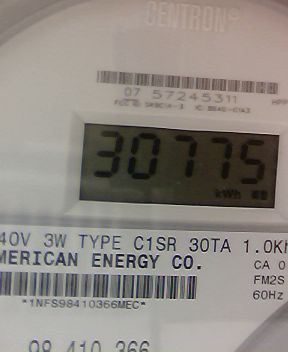 CENTRON®
07 57245311
30775
kWh
40V 3W TYPE C1SR 30TA 1.0Kh
MERICAN ENERGY CO. CA 0
FM2S
*1NFS98410366MEC* 60Hz
98 410 366